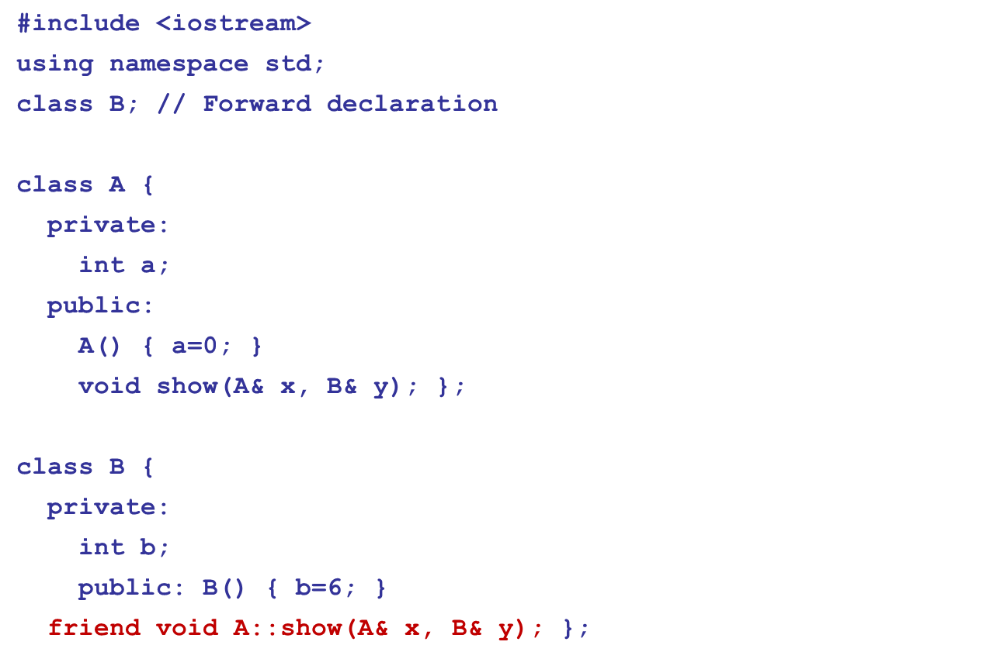 #include <iostream>
using namespace std;
class B; // Forward declaration
class A {
private:
int a;
public:
A() { a=0; }
void show(A& x, B& y); };
class B {
private:
int b;
public: B() { b=6; }
friend void A::show(A& x, B& y); };